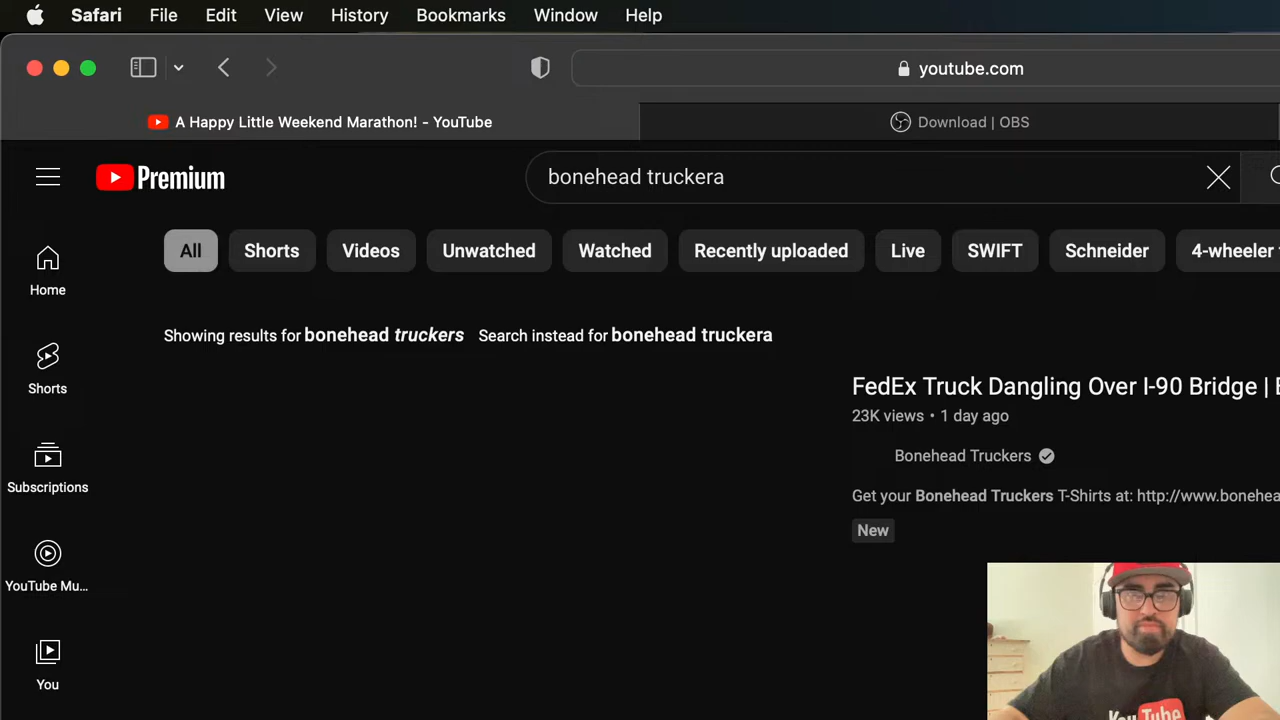 Safari File Edit View History Bookmarks Window Help
youtube.com
A Happy Little Weekend Marathon! - YouTube
Download | OBS
Premium
bonehead truckera
All Shorts Videos Unwatched Watched Recently uploaded Live SWIFT Schneider 4-wheeler
Home
Showing results for bonehead truckers Search instead for bonehead truckera
Shorts
FedEx Truck Dangling Over I-90 Bridge |
23K views • 1 day ago
Bonehead Truckers
Subscriptions
Get your Bonehead Truckers T-Shirts at: http://www.bonehea
New
YouTube Mu...
You
YouTube